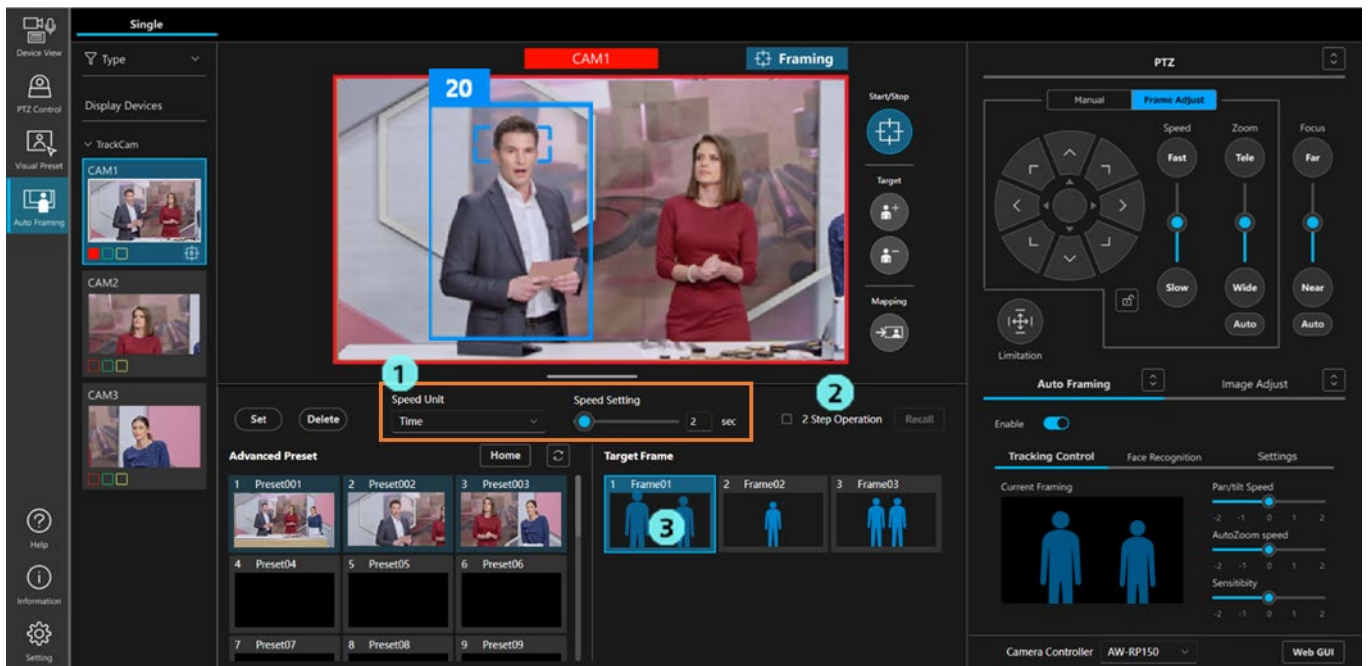 Single
Device View
PTZ Control
Visual Preset
Auto Framing
Help
Information
Setting
Type
Display Devices
TrackCam
CAM1
CAM2
CAM3
CAM1
Framing
20
Start/Stop
Target
Mapping
1
Speed Unit
Speed Setting
2
Set
Delete
Time
2
sec
2 Step Operation
Recall
Advanced Preset
Home
Target Frame
1 Preset001
2 Preset002
3 Preset003
4 Preset04
5 Preset05
6 Preset06
7 Preset07
8 Preset08
9 Preset09
1 Frame01
2 Frame02
3 Frame03
3
PTZ
Manual
Frame Adjust
Speed
Zoom
Focus
Fast
Tele
Far
Slow
Wide
Near
Auto
Auto
Limitation
Auto Framing
Image Adjust
Enable
Tracking Control
Face Recognition
Settings
Current Framing
Pan/tilt Speed
-2 -1 0 1 2
AutoZoom speed
-2 -1 0 1 2
Sensitibity
-2 -1 0 1 2
Camera Controller
AW-RP150
Web GUI